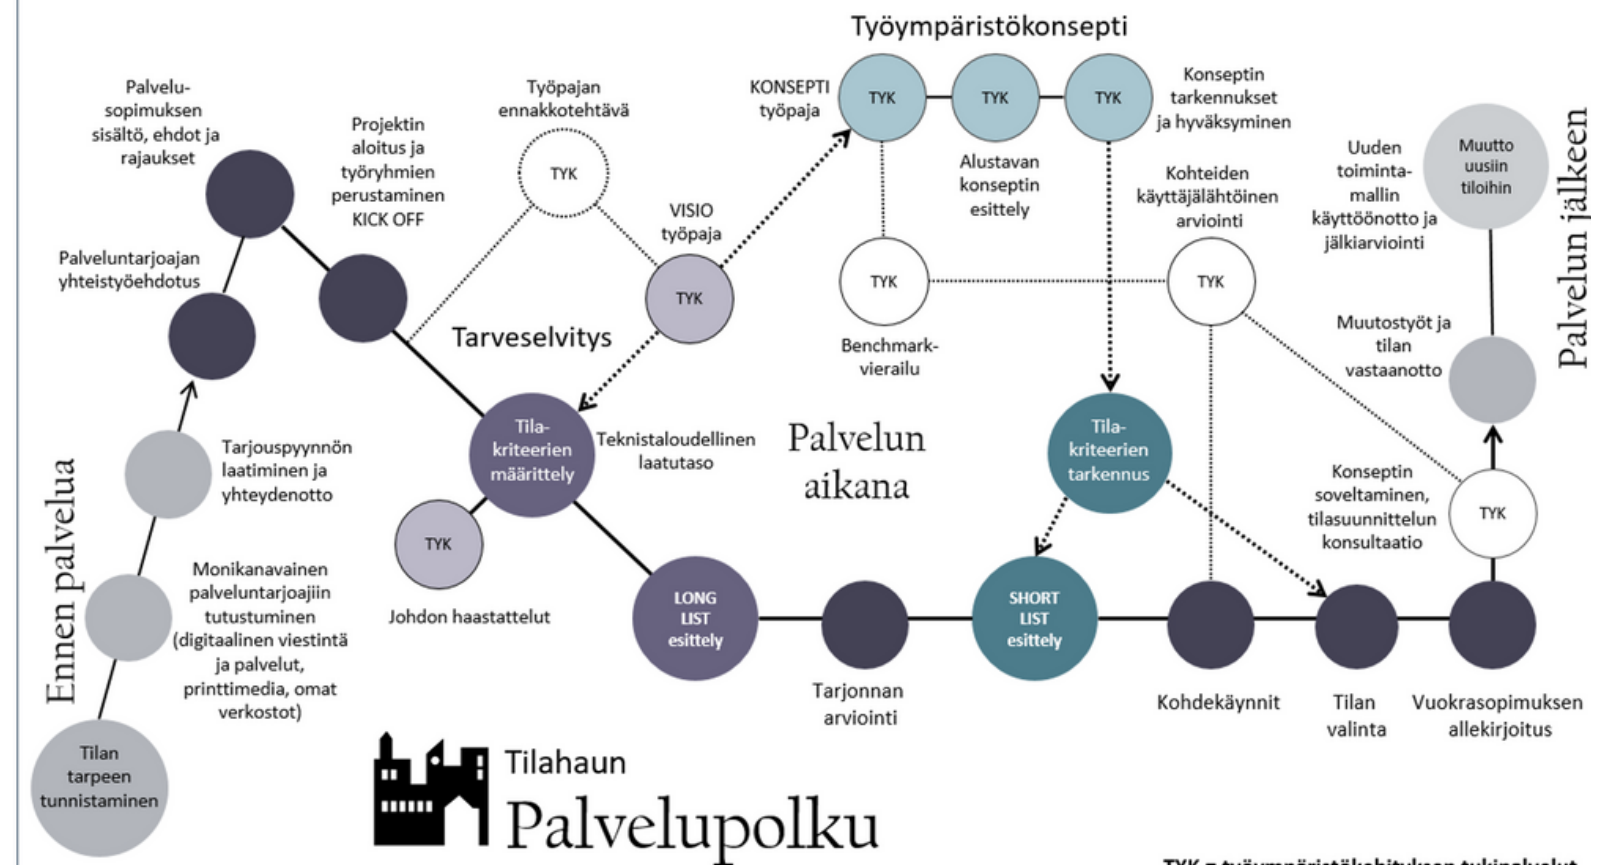 Työympäristökonsepti
Palvelu-
sopimuksen
sisältö, ehdot ja
rajaukset
Projektin
aloitus ja
työryhmien
perustaminen
KICK OFF
Työpajan
ennakkotehtävä
TYK
VISIO
työpaja
TYK
KONSEPTI
työpaja
TYK
TYK
TYK
Konseptin
tarkennukset
ja hyväksyminen
Alustavan
konseptin
esittely
Kohteiden
käyttäjälähtöinen
arviointi
TYK
TYK
Benchmark-
vierailu
Uuden
toiminta-
mallin
käyttöönotto ja
jälkiarviointi
Muutto
uusiin
tiloihin
Palvelun jälkeen
Palveluntarjoajan
yhteistyöehdotus
Tarveselvitys
Muutostyöt ja
tilan
vastaanotto
Tila-
kriteerien
määrittely
Teknistaloudellinen
laatutaso
Palvelun
aikana
Tila-
kriteerien
tarkennus
Tarjouspyynnön
laatiminen ja
yhteydenotto
Ennen palvelua
TYK
Johdon haastattelut
Konseptin
soveltaminen,
tilasuunnittelun
konsultaatio
TYK
Monikanavainen
palveluntarjoajiin
tutustuminen
(digitaalinen viestintä
ja palvelut,
printtimedia, omat
verkostot)
LONG
LIST
esittely
Tarjonnan
arviointi
SHORT
LIST
esittely
Kohdekäynnit
Tilan
valinta
Vuokrasopimuksen
allekirjoitus
Tilan
tarpeen
tunnistaminen
Tilahaun
Palvelupolku
TYK = työympäristökehityksen tukipalvelut